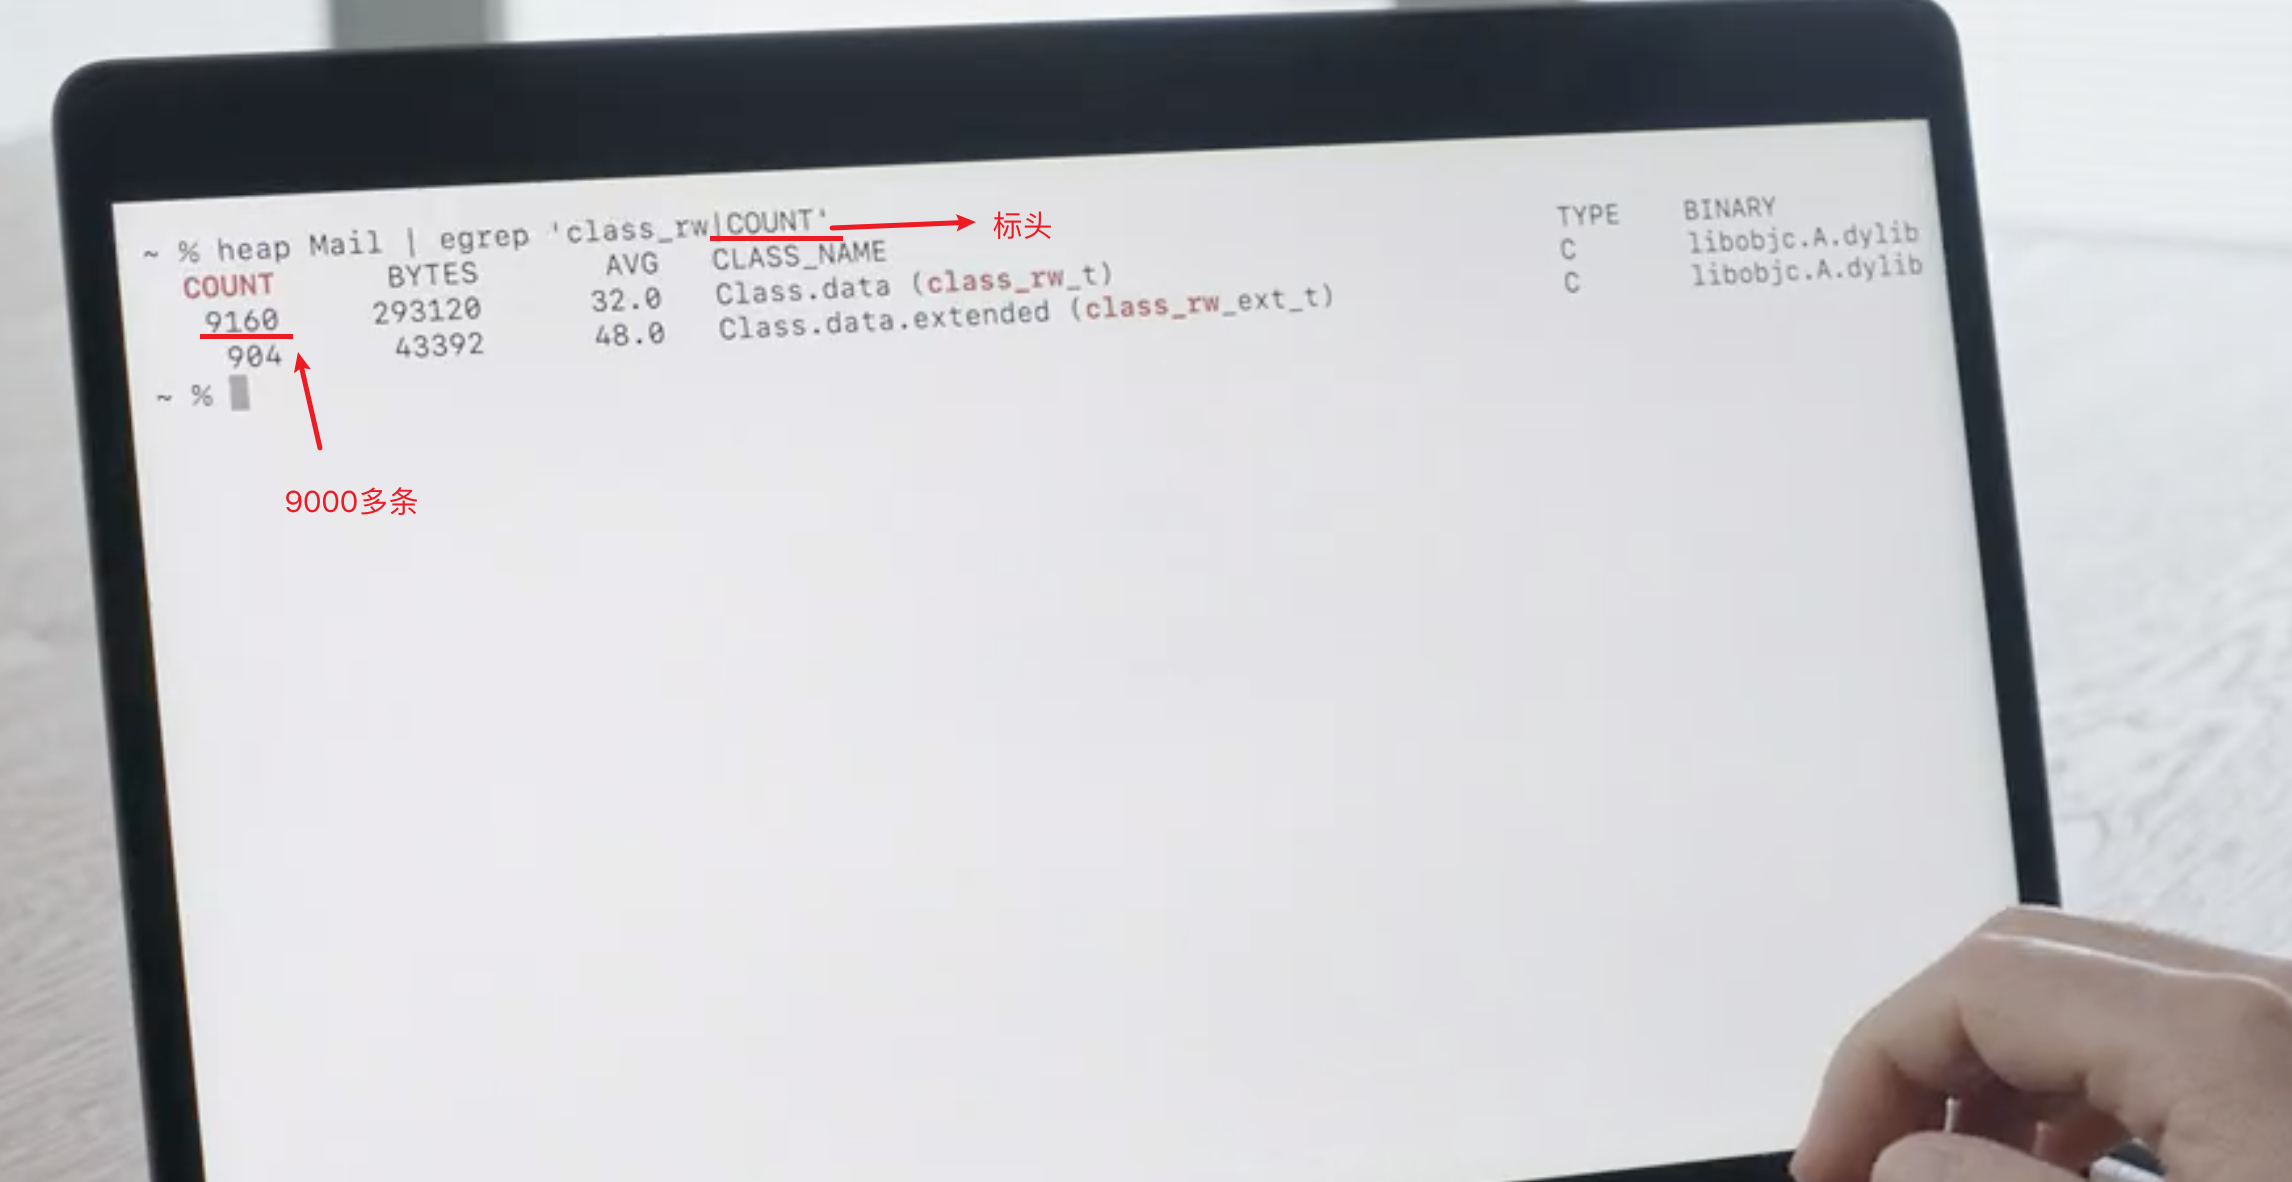 ~ % heap Mail | egrep 'class_rw|COUNT' 标头
COUNT BYTES AVG CLASS_NAME TYPE BINARY
9160 293120 32.0 Class.data (class_rw_t) C libobjc.A.dylib
904 43392 48.0 Class.data.extended (class_rw_ext_t) C libobjc.A.dylib
~ %
9000多条